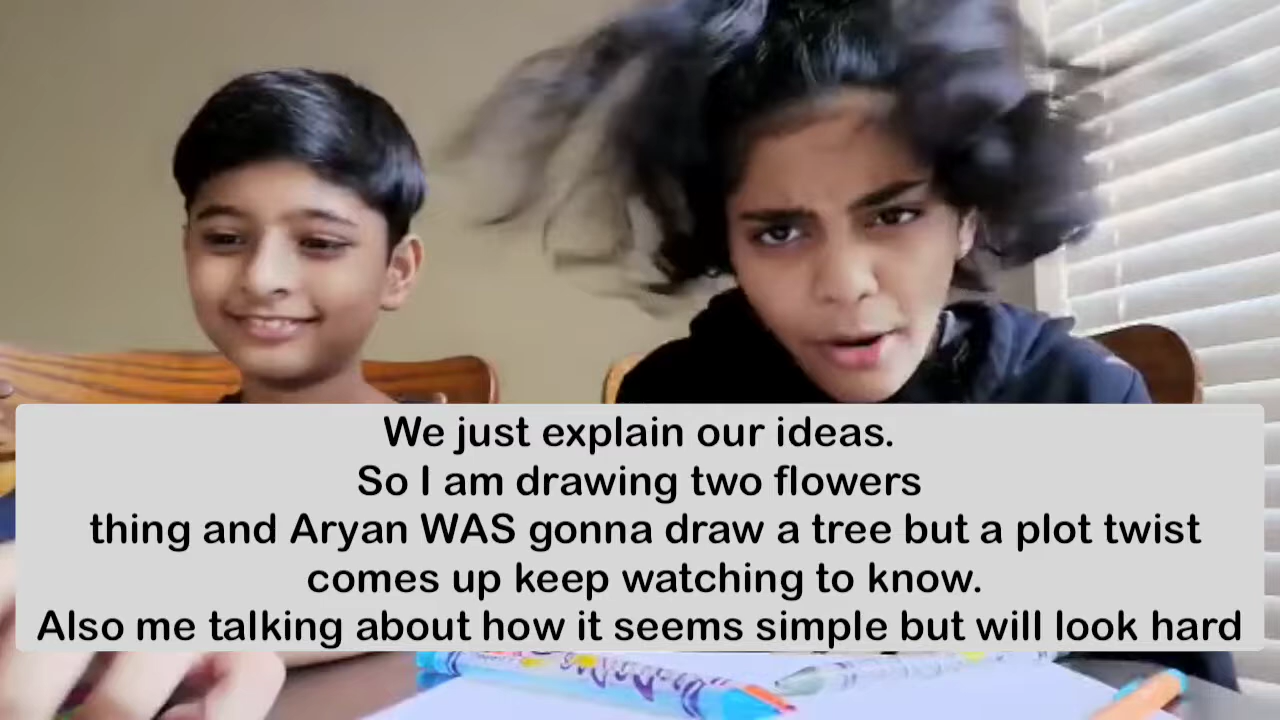 We just explain our ideas.
So I am drawing two flowers
thing and Aryan WAS gonna draw a tree but a plot twist
comes up keep watching to know.
Also me talking about how it seems simple but will look hard